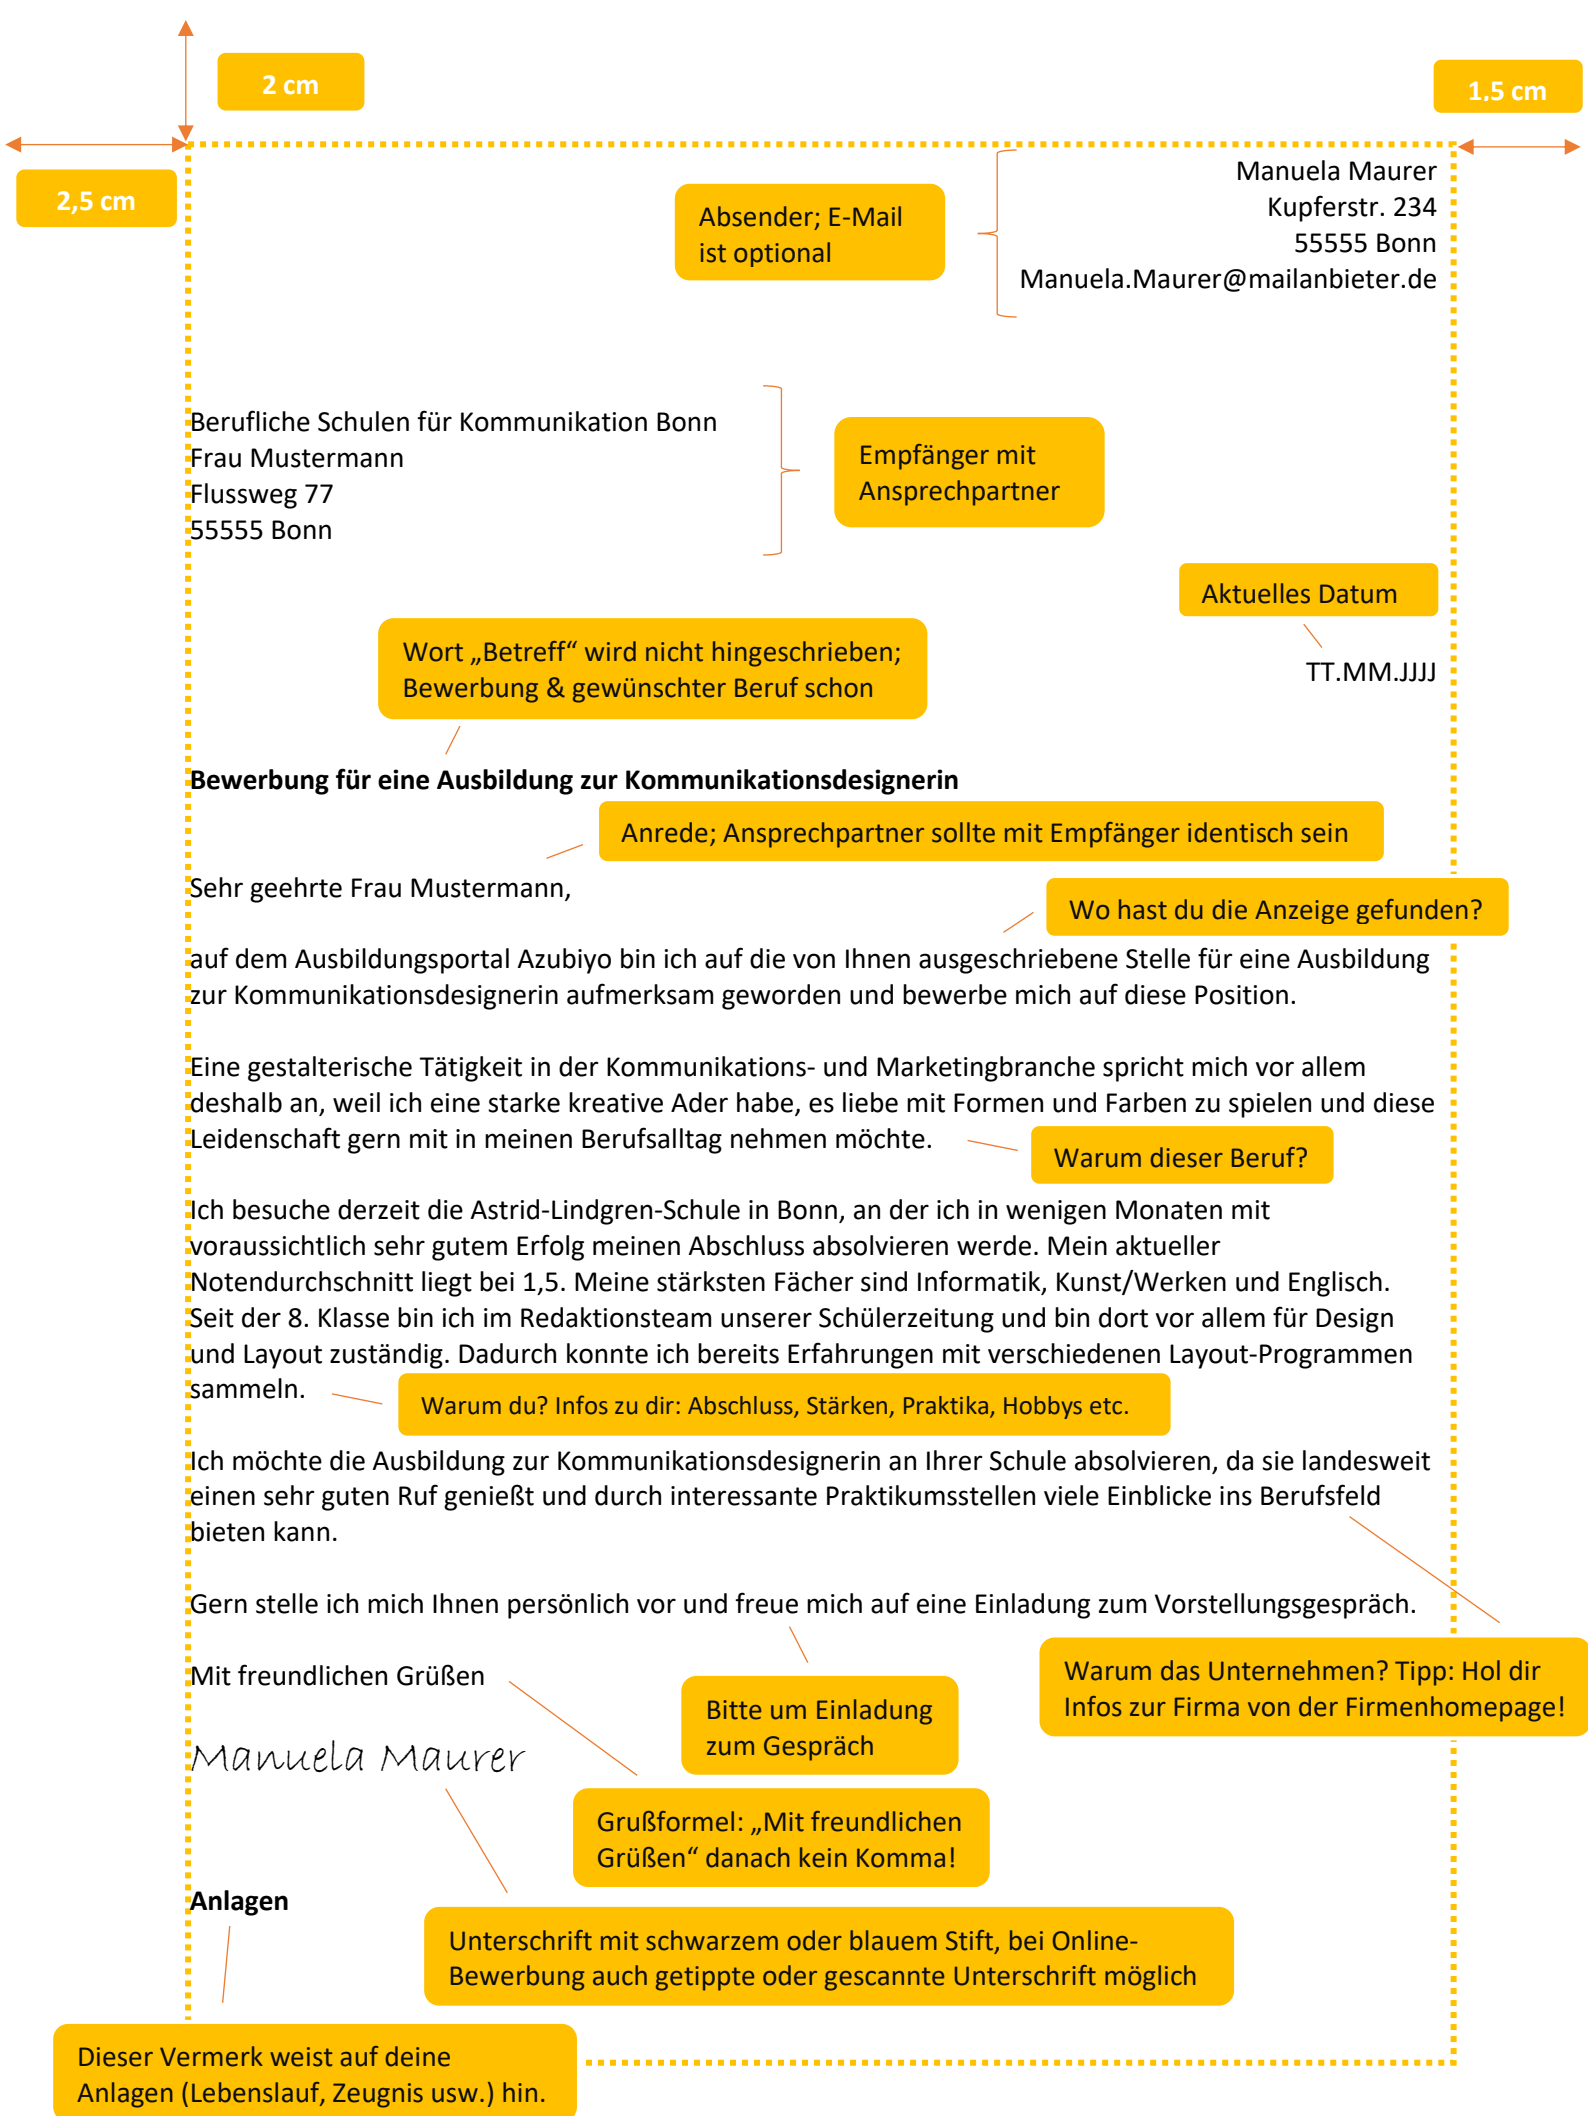 2 cm
1,5 cm
2,5 cm
Manuela Maurer
Kupferstr. 234
55555 Bonn
Manuela.Maurer@mailanbieter.de
Absender; E-Mail
ist optional
Berufliche Schulen für Kommunikation Bonn
Frau Mustermann
Flussweg 77
55555 Bonn
Empfänger mit
Ansprechpartner
Aktuelles Datum
TT.MM.JJJJ
Wort „Betreff“ wird nicht hingeschrieben;
Bewerbung & gewünschter Beruf schon
Bewerbung für eine Ausbildung zur Kommunikationsdesignerin
Anrede; Ansprechpartner sollte mit Empfänger identisch sein
Sehr geehrte Frau Mustermann,
Wo hast du die Anzeige gefunden?
auf dem Ausbildungsportal Azubiyo bin ich auf die von Ihnen ausgeschriebene Stelle für eine Ausbildung
zur Kommunikationsdesignerin aufmerksam geworden und bewerbe mich auf diese Position.
Eine gestalterische Tätigkeit in der Kommunikations- und Marketingbranche spricht mich vor allem
deshalb an, weil ich eine starke kreative Ader habe, es liebe mit Formen und Farben zu spielen und diese
Leidenschaft gern mit in meinen Berufsalltag nehmen möchte.
Warum dieser Beruf?
Ich besuche derzeit die Astrid-Lindgren-Schule in Bonn, an der ich in wenigen Monaten mit
voraussichtlich sehr gutem Erfolg meinen Abschluss absolvieren werde. Mein aktueller
Notendurchschnitt liegt bei 1,5. Meine stärksten Fächer sind Informatik, Kunst/Werken und Englisch.
Seit der 8. Klasse bin ich im Redaktionsteam unserer Schülerzeitung und bin dort vor allem für Design
und Layout zuständig. Dadurch konnte ich bereits Erfahrungen mit verschiedenen Layout-Programmen
sammeln.
Warum du? Infos zu dir: Abschluss, Stärken, Praktika, Hobbys etc.
Ich möchte die Ausbildung zur Kommunikationsdesignerin an Ihrer Schule absolvieren, da sie landesweit
einen sehr guten Ruf genießt und durch interessante Praktikumsstellen viele Einblicke ins Berufsfeld
bieten kann.
Gern stelle ich mich Ihnen persönlich vor und freue mich auf eine Einladung zum Vorstellungsgespräch.
Warum das Unternehmen? Tipp: Hol dir
Infos zur Firma von der Firmenhomepage!
Mit freundlichen Grüßen
Bitte um Einladung
zum Gespräch
Manuela Maurer
Grußformel: „Mit freundlichen
Grüßen“ danach kein Komma!
Anlagen
Unterschrift mit schwarzem oder blauem Stift, bei Online-
Bewerbung auch getippte oder gescannte Unterschrift möglich
Dieser Vermerk weist auf deine
Anlagen (Lebenslauf, Zeugnis usw.) hin.